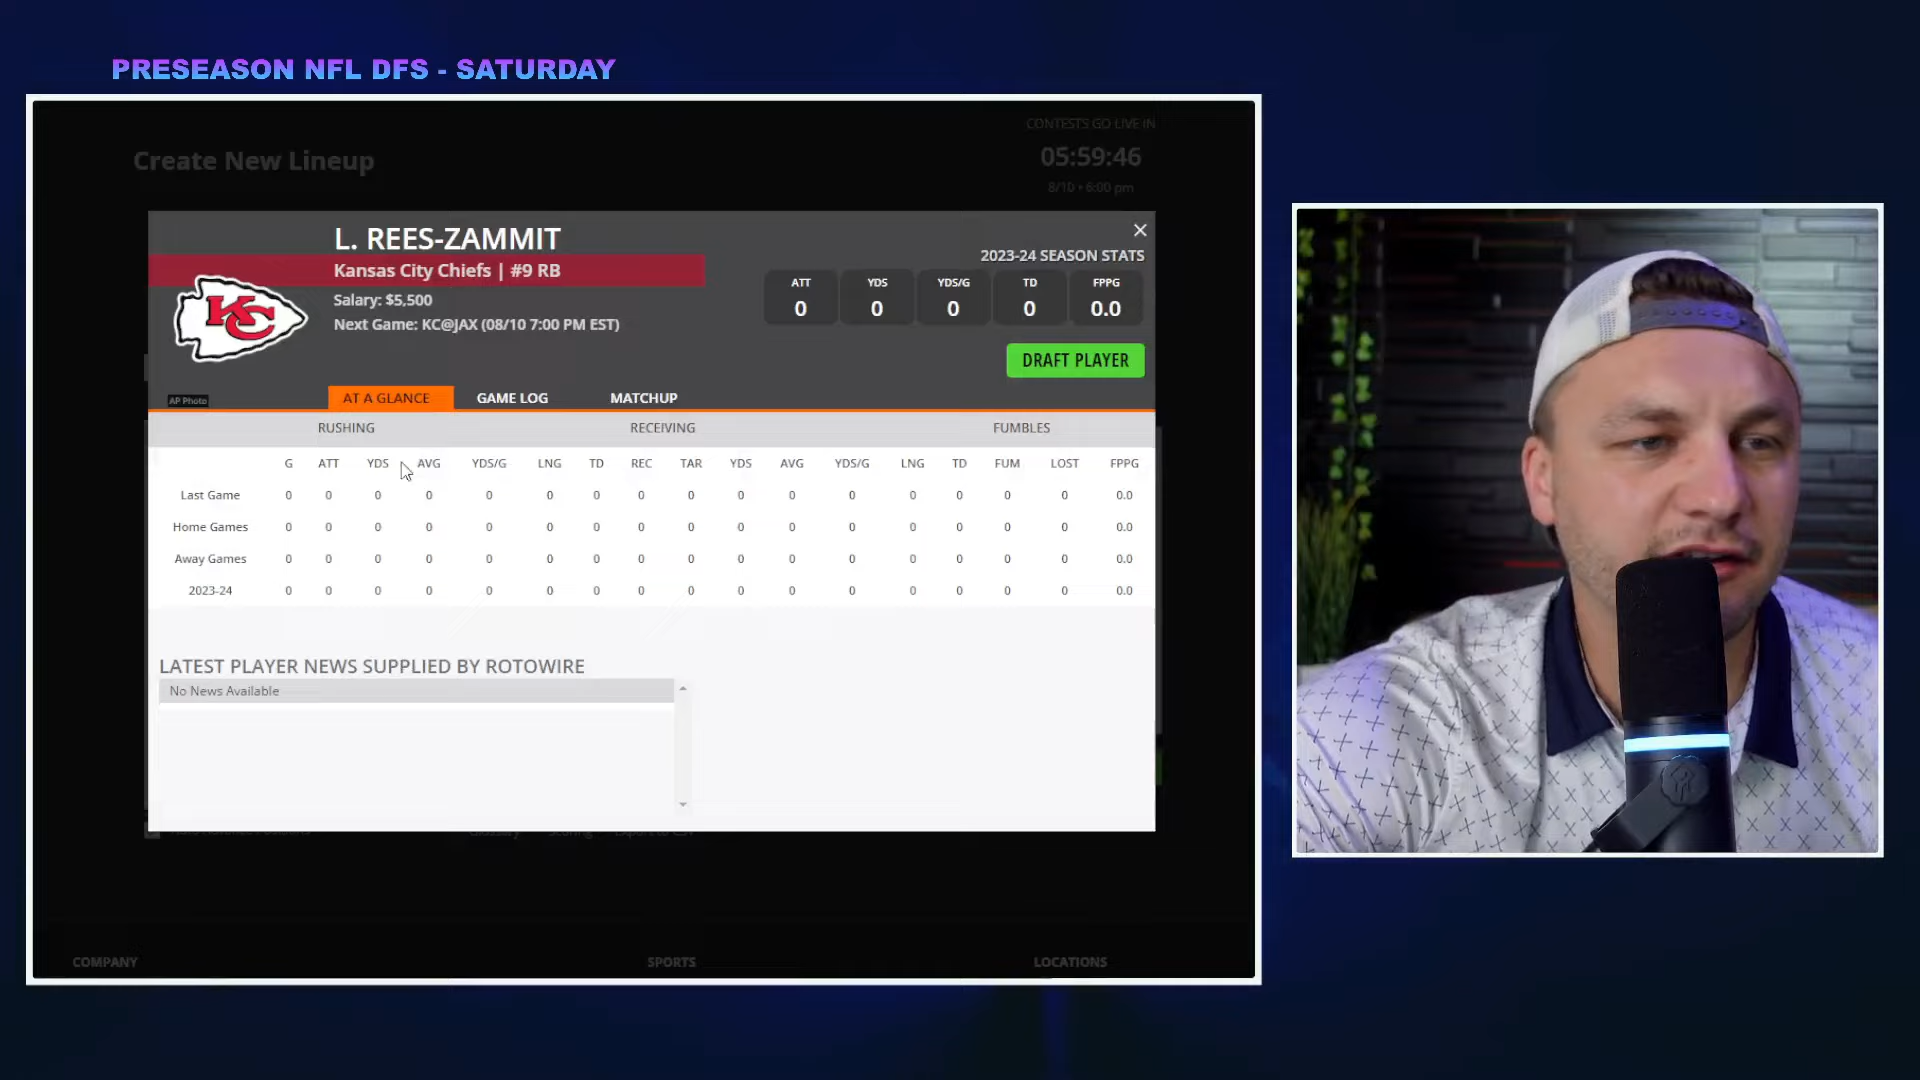 PRESEASON NFL DFS - SATURDAY
CONTESTS GO LIVE IN
Create New Lineup
05:59:46
8/10 • 6:00 pm
L. REES-ZAMMIT
Kansas City Chiefs | #9 RB
Salary: $5,500
Next Game: KC@JAX (08/10 7:00 PM EST)
2023-24 SEASON STATS
ATT YDS YDS/G TD FPPG
0 0 0 0 0.0
DRAFT PLAYER
KC
AP Photo
AT A GLANCE GAME LOG MATCHUP
RUSHING RECEIVING FUMBLES
G ATT YDS AVG YDS/G LNG TD REC TAR YDS AVG YDS/G LNG TD FUM LOST FPPG
Last Game 0 0 0 0 0 0 0 0 0 0 0 0 0 0 0 0 0.0
Home Games 0 0 0 0 0 0 0 0 0 0 0 0 0 0 0 0 0.0
Away Games 0 0 0 0 0 0 0 0 0 0 0 0 0 0 0 0 0.0
2023-24 0 0 0 0 0 0 0 0 0 0 0 0 0 0 0 0 0.0
LATEST PLAYER NEWS SUPPLIED BY ROTOWIRE
No News Available
COMPANY SPORTS LOCATIONS